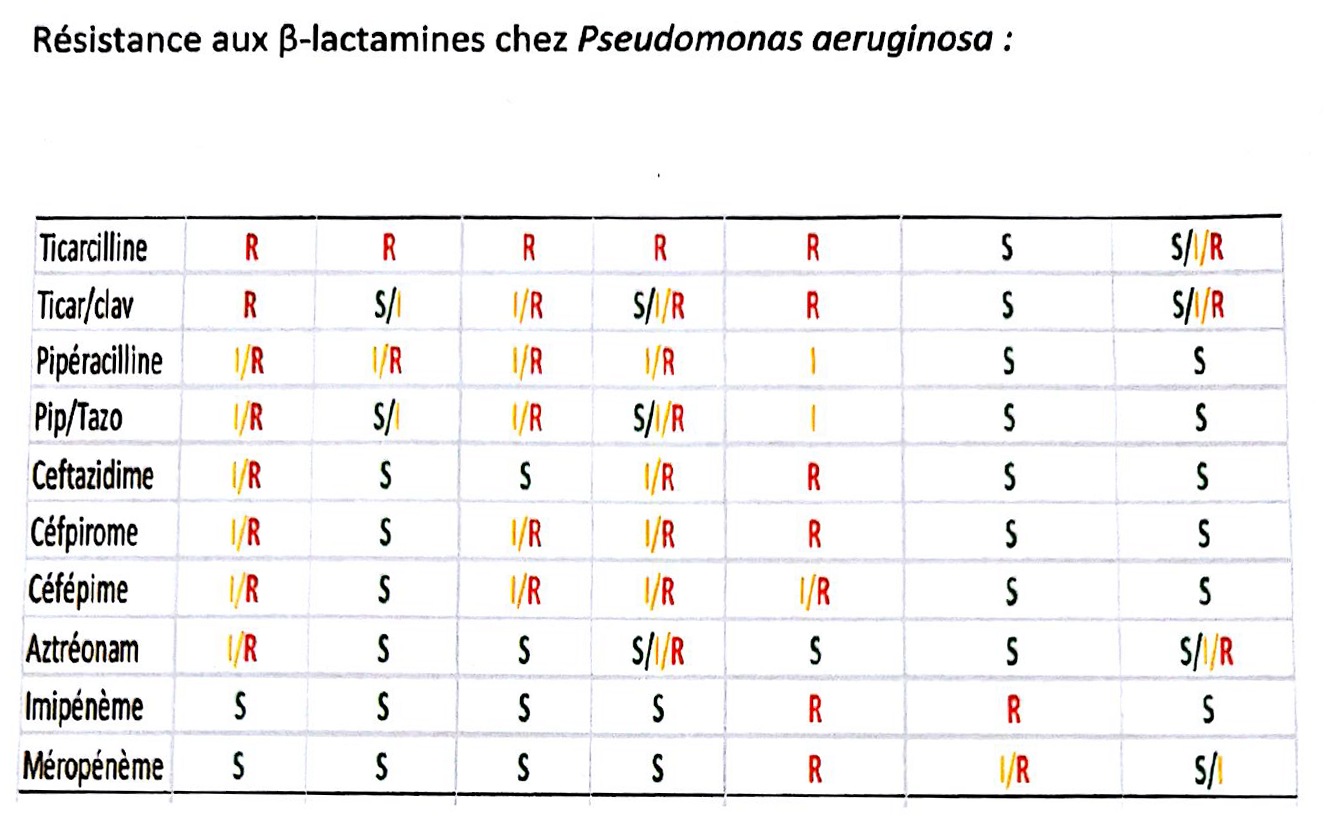 Résistance aux β-lactamines chez Pseudomonas aeruginosa :
Ticarcilline R R R R R S S/I/R
Ticar/clav R S/I I/R S/I/R R S S/I/R
Pipéracilline I/R I/R I/R I/R I S S
Pip/Tazo I/R S/I I/R S/I/R I S S
Ceftazidime I/R S S I/R R S S
Céfpirome I/R S I/R I/R R S S
Céfépime I/R S I/R I/R I/R S S
Aztréonam I/R S S S/I/R S S S/I/R
Imipénème S S S S R R S
Méropénème S S S S R I/R S/I